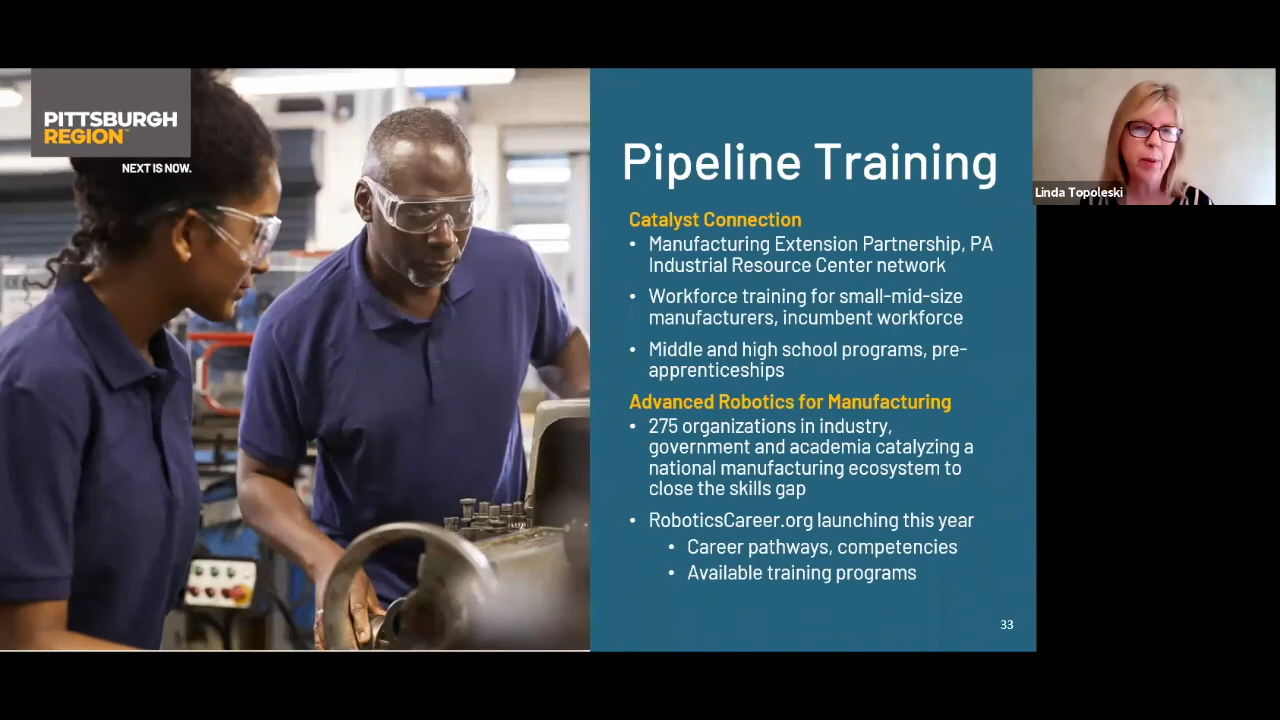 PITTSBURGH
REGION™
NEXT IS NOW.
Pipeline Training
Catalyst Connection
• Manufacturing Extension Partnership, PA
Industrial Resource Center network
• Workforce training for small-mid-size
manufacturers, incumbent workforce
• Middle and high school programs, pre-
apprenticeships
Advanced Robotics for Manufacturing
• 275 organizations in industry,
government and academia catalyzing a
national manufacturing ecosystem to
close the skills gap
• RoboticsCareer.org launching this year
• Career pathways, competencies
• Available training programs
33
Linda Topoleski